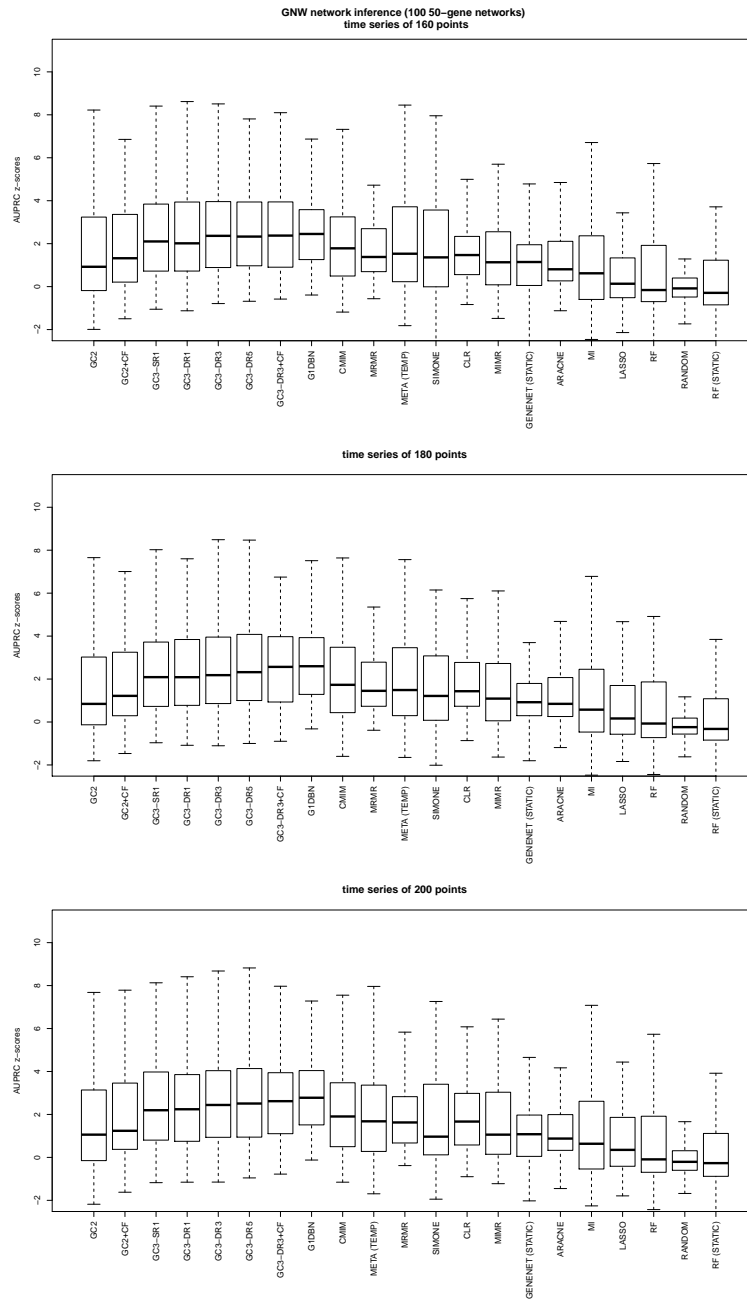 GNW network inference (100 50−gene networks)
time series of 160 points
AUPRC z−scores
10
8
6
4
2
0
−2
GC2
GC2+CF
GC3−SR1
GC3−DR1
GC3−DR3
GC3−DR5
GC3−DR3+CF
G1DBN
CMIM
MRMR
META (TEMP)
SIMONE
CLR
MIMR
GENENET (STATIC)
ARACNE
MI
LASSO
RF
RANDOM
RF (STATIC)
time series of 180 points
AUPRC z−scores
10
8
6
4
2
0
−2
GC2
GC2+CF
GC3−SR1
GC3−DR1
GC3−DR3
GC3−DR5
GC3−DR3+CF
G1DBN
CMIM
MRMR
META (TEMP)
SIMONE
CLR
MIMR
GENENET (STATIC)
ARACNE
MI
LASSO
RF
RANDOM
RF (STATIC)
time series of 200 points
AUPRC z−scores
10
8
6
4
2
0
−2
GC2
GC2+CF
GC3−SR1
GC3−DR1
GC3−DR3
GC3−DR5
GC3−DR3+CF
G1DBN
CMIM
META (TEMP)
MRMR
SIMONE
CLR
MIMR
GENENET (STATIC)
ARACNE
MI
LASSO
RF
RANDOM
RF (STATIC)